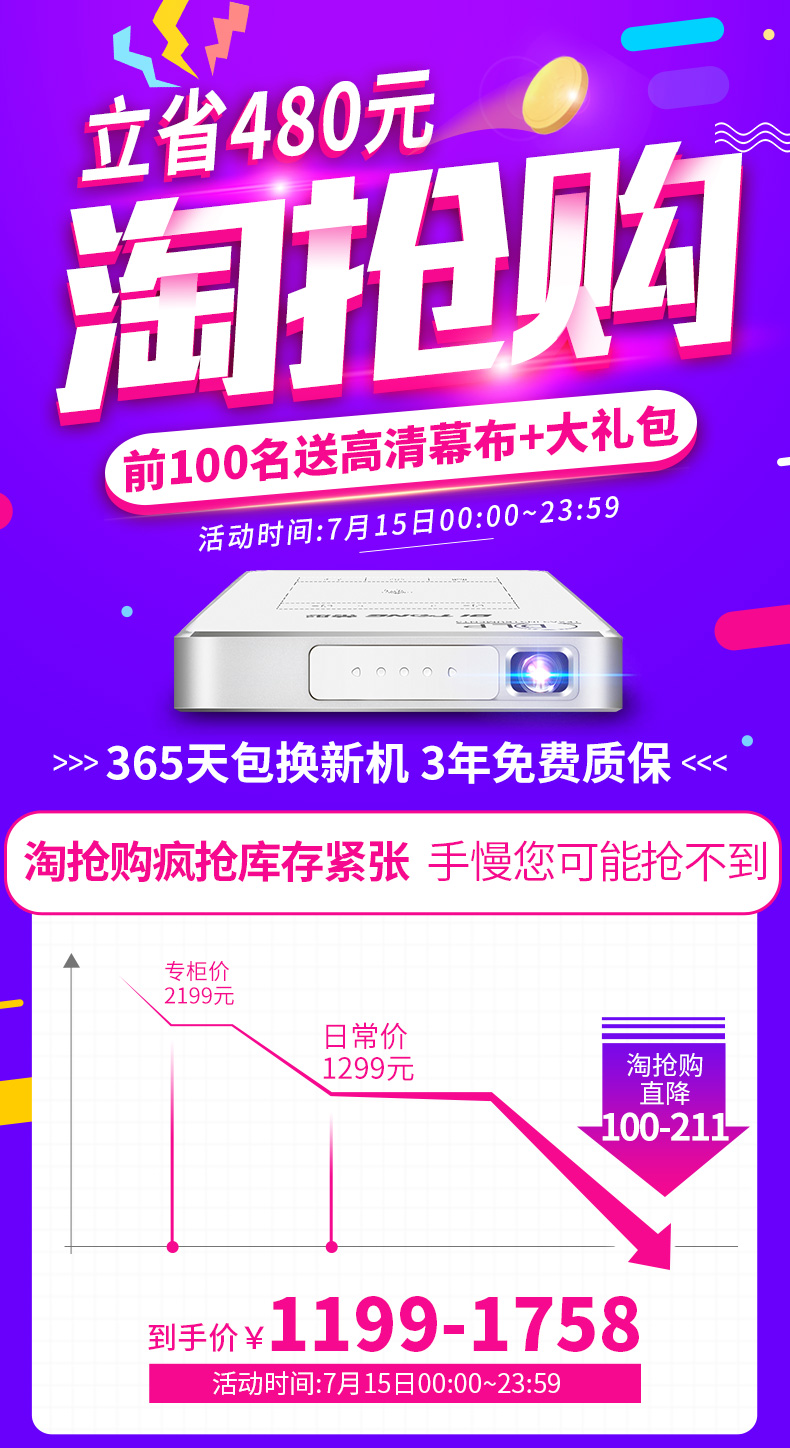 立省480元
淘抢购
前100名送高清幕布+大礼包
活动时间:7月15日00:00~23:59
DLP
>>> 365天包换新机 3年免费质保 <<<
淘抢购疯抢库存紧张 手慢您可能抢不到
专柜价
2199元
日常价
1299元
淘抢购
直降
100-211
到手价¥1199-1758
活动时间:7月15日00:00~23:59